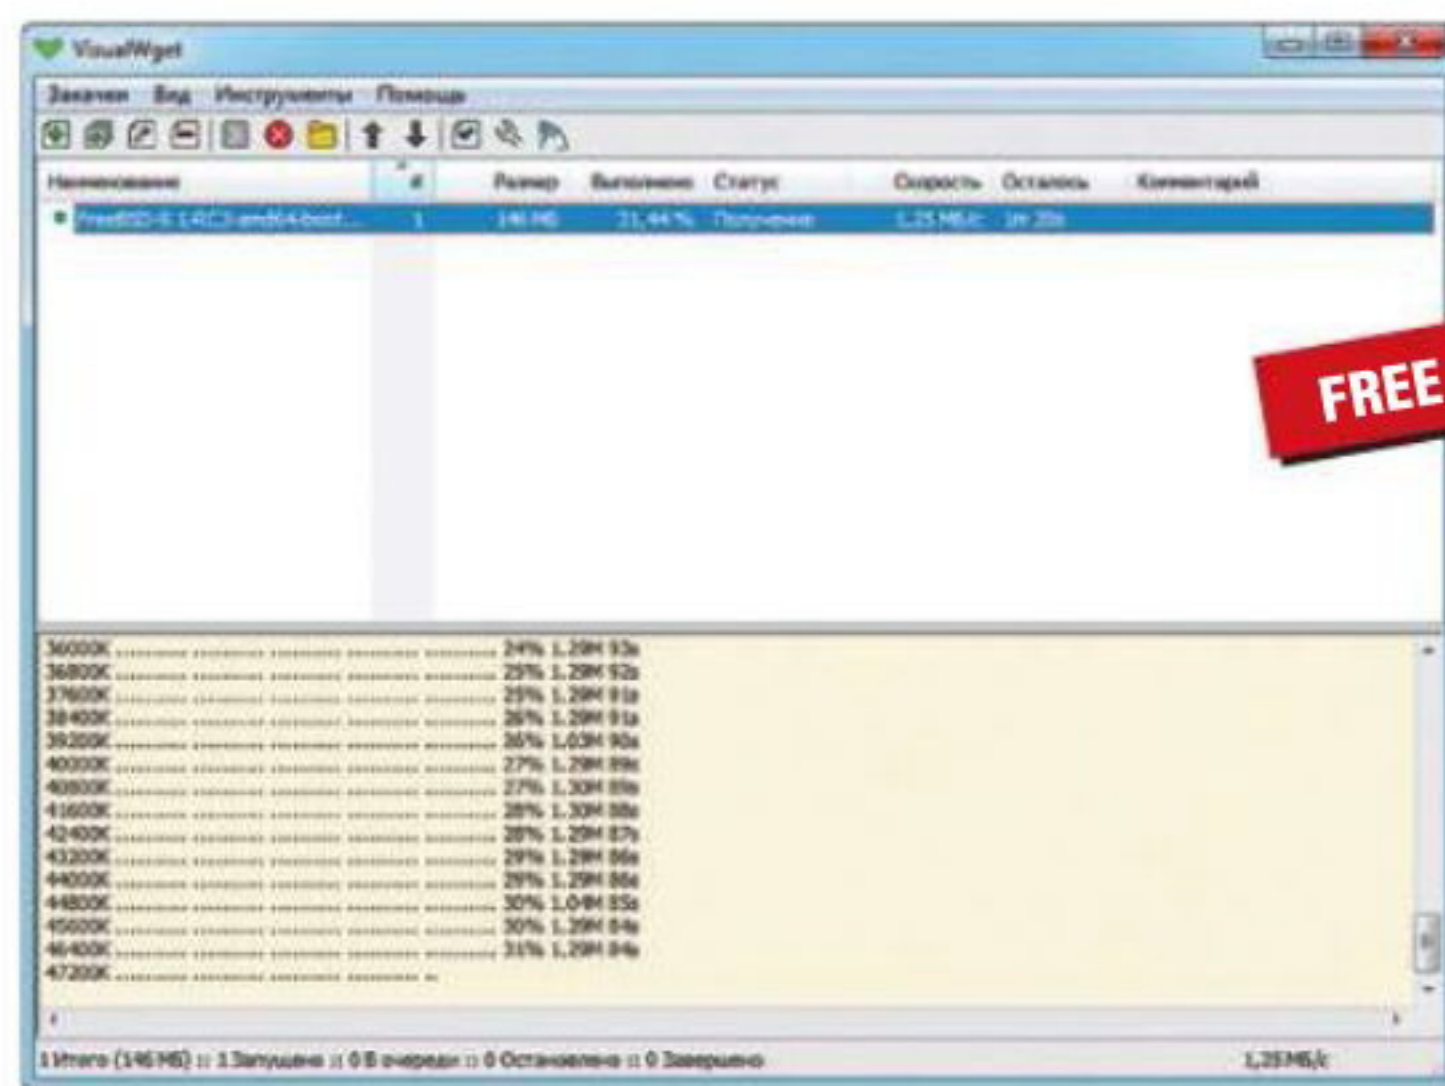 VisualWget
Закачки Вид Инструменты Помощь
Наименование # Размер Выполнено Статус Скорость Осталось Комментарий
1 146 МБ 31,44 % Получение 1,25 МБ/с 1m 20s
FREE
36000K .......... .......... .......... .......... .......... 24% 1.29M 93s
36800K .......... .......... .......... .......... .......... 25% 1.29M 92s
37600K .......... .......... .......... .......... .......... 25% 1.29M 91s
38400K .......... .......... .......... .......... .......... 26% 1.29M 91s
39200K .......... .......... .......... .......... .......... 26% 1.03M 90s
40000K .......... .......... .......... .......... .......... 27% 1.29M 89s
40800K .......... .......... .......... .......... .......... 27% 1.30M 89s
41600K .......... .......... .......... .......... .......... 28% 1.30M 88s
42400K .......... .......... .......... .......... .......... 28% 1.29M 87s
43200K .......... .......... .......... .......... .......... 29% 1.29M 86s
44000K .......... .......... .......... .......... .......... 29% 1.29M 86s
44800K .......... .......... .......... .......... .......... 30% 1.04M 85s
45600K .......... .......... .......... .......... .......... 30% 1.29M 84s
46400K .......... .......... .......... .......... .......... 31% 1.29M 84s
47200K .......... .......... .......... .......... ..
1 Итого (146 МБ) :: 1 Запущено :: 0 В очереди :: 0 Остановлено :: 0 Завершено 1,25 МБ/с